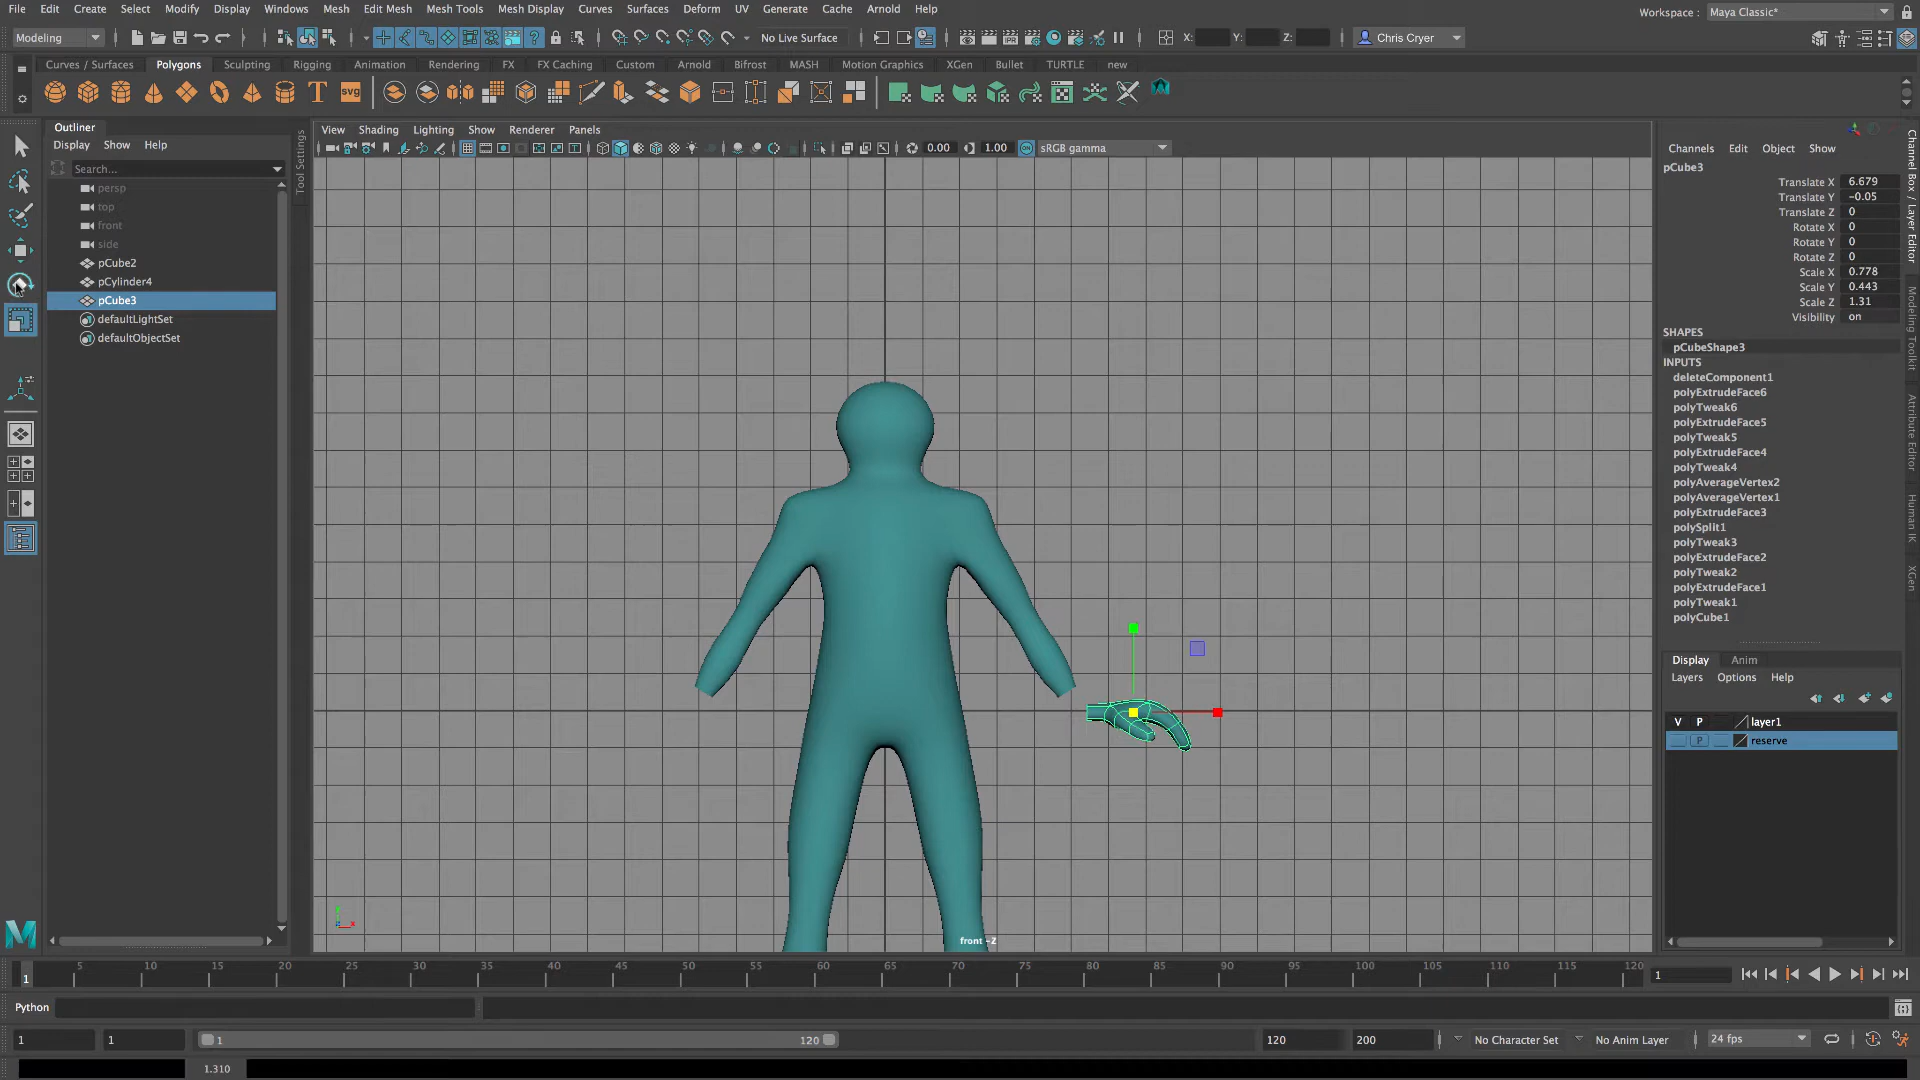 File Edit Create Select Modify Display Windows Mesh Edit Mesh Mesh Tools Mesh Display Curves Surfaces Deform UV Generate Cache Arnold Help
Workspace : Maya Classic*
Modeling
No Live Surface
X: Y: Z:
Chris Cryer
Curves / Surfaces Polygons Sculpting Rigging Animation Rendering FX FX Caching Custom Arnold Bifrost MASH Motion Graphics XGen Bullet TURTLE new
T SVG
Outliner
Display Show Help
Search...
persp
top
front
side
pCube2
pCylinder4
pCube3
defaultLightSet
defaultObjectSet
Tool Settings
View Shading Lighting Show Renderer Panels
0.00 1.00 ON sRGB gamma
front -Z
Channels Edit Object Show
pCube3
Translate X 6.679
Translate Y -0.05
Translate Z 0
Rotate X 0
Rotate Y 0
Rotate Z 0
Scale X 0.778
Scale Y 0.443
Scale Z 1.31
Visibility on
SHAPES
pCubeShape3
INPUTS
deleteComponent1
polyExtrudeFace6
polyTweak6
polyExtrudeFace5
polyTweak5
polyExtrudeFace4
polyTweak4
polyAverageVertex2
polyAverageVertex1
polyExtrudeFace3
polySplit1
polyTweak3
polyExtrudeFace2
polyTweak2
polyExtrudeFace1
polyTweak1
polyCube1
Channel Box / Layer Editor
Modeling Toolkit
Attribute Editor
Human IK
XGen
Display Anim
Layers Options Help
V P layer1
P reserve
1 5 10 15 20 25 30 35 40 45 50 55 60 65 70 75 80 85 90 95 100 105 110 115 120
1
Python
1 1 1 120 120 200 No Character Set No Anim Layer 24 fps
1.310